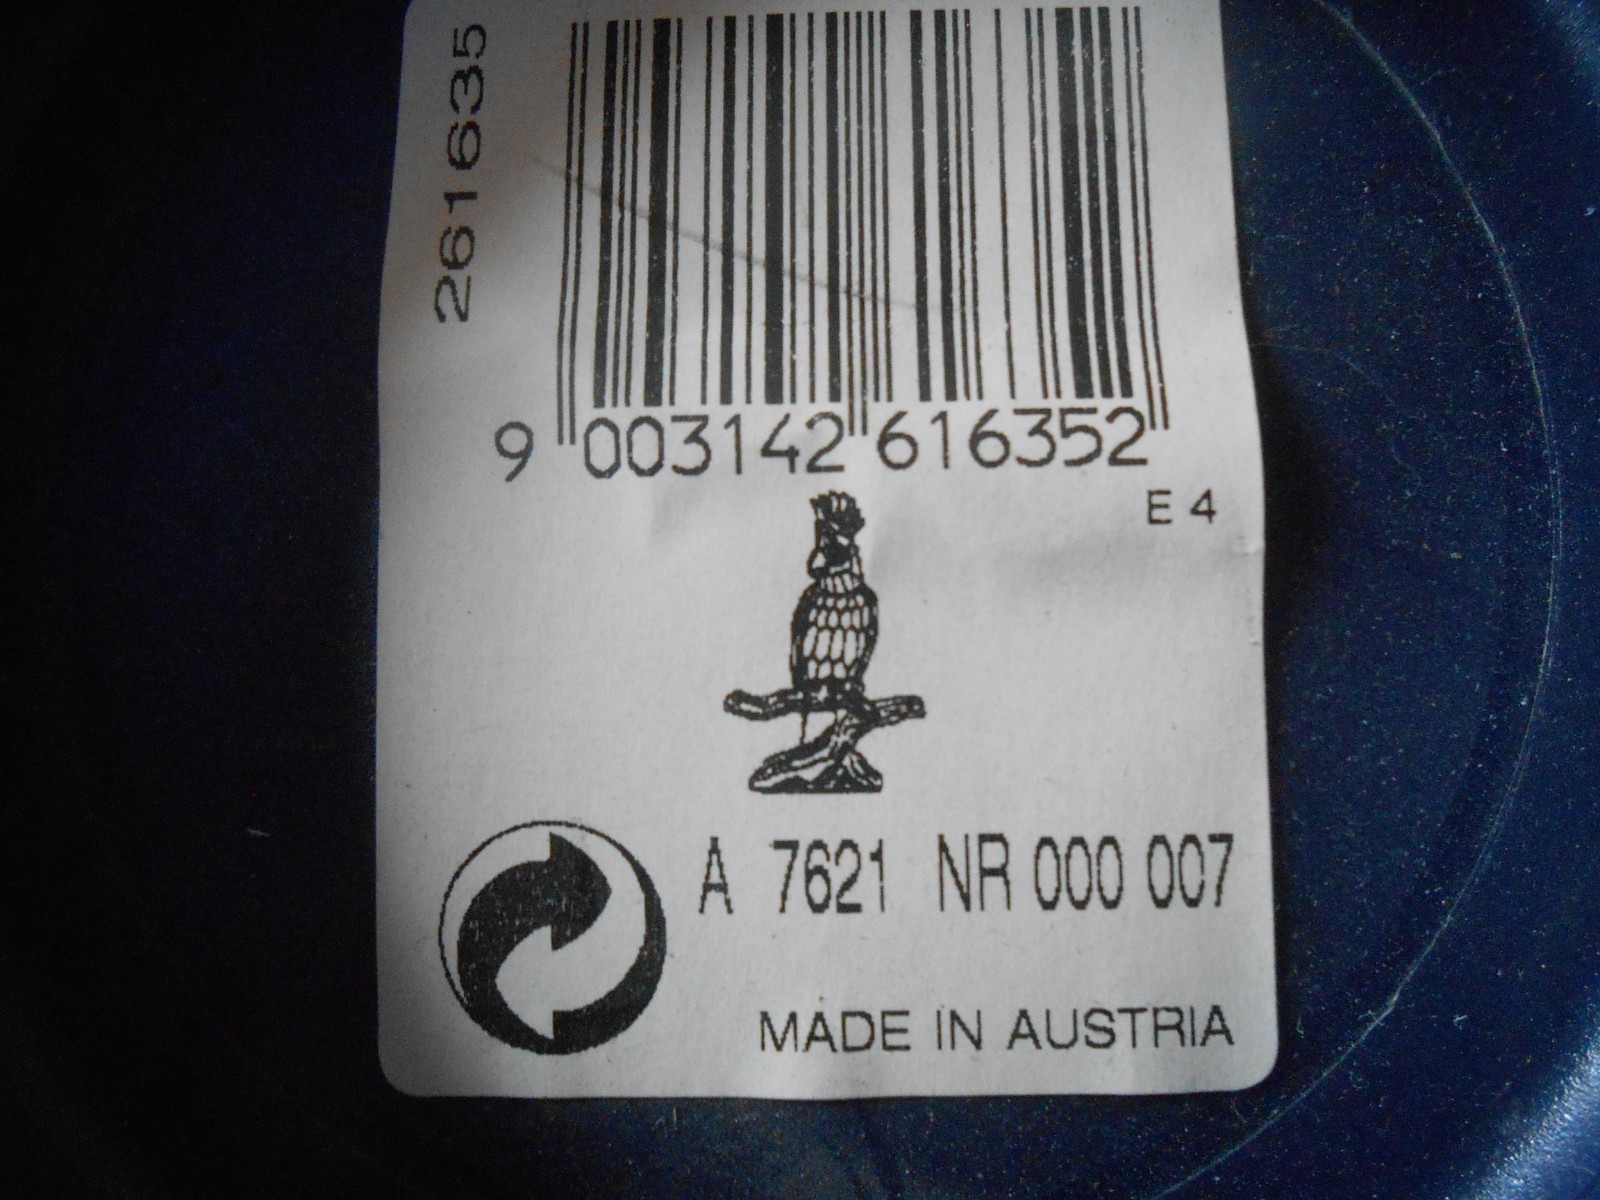 261635
9 003142 616352
E 4
A 7621 NR 000 007
MADE IN AUSTRIA